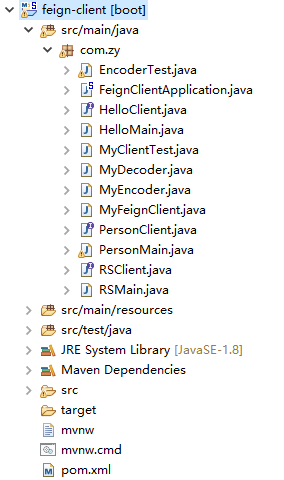 feign-client [boot]
src/main/java
com.zy
EncoderTest.java
FeignClientApplication.java
HelloClient.java
HelloMain.java
MyClientTest.java
MyDecoder.java
MyEncoder.java
MyFeignClient.java
PersonClient.java
PersonMain.java
RSClient.java
RSMain.java
src/main/resources
src/test/java
JRE System Library [JavaSE-1.8]
Maven Dependencies
src
target
mvnw
mvnw.cmd
pom.xml